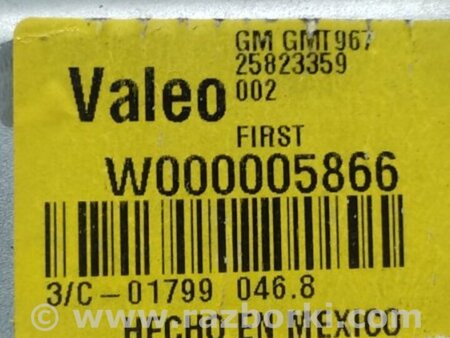 GM GMT967
25823359
Valeo 002
FIRST
W000005866
3/C-01799 046.8
HECHO EN MEXICO
www.razborki.com